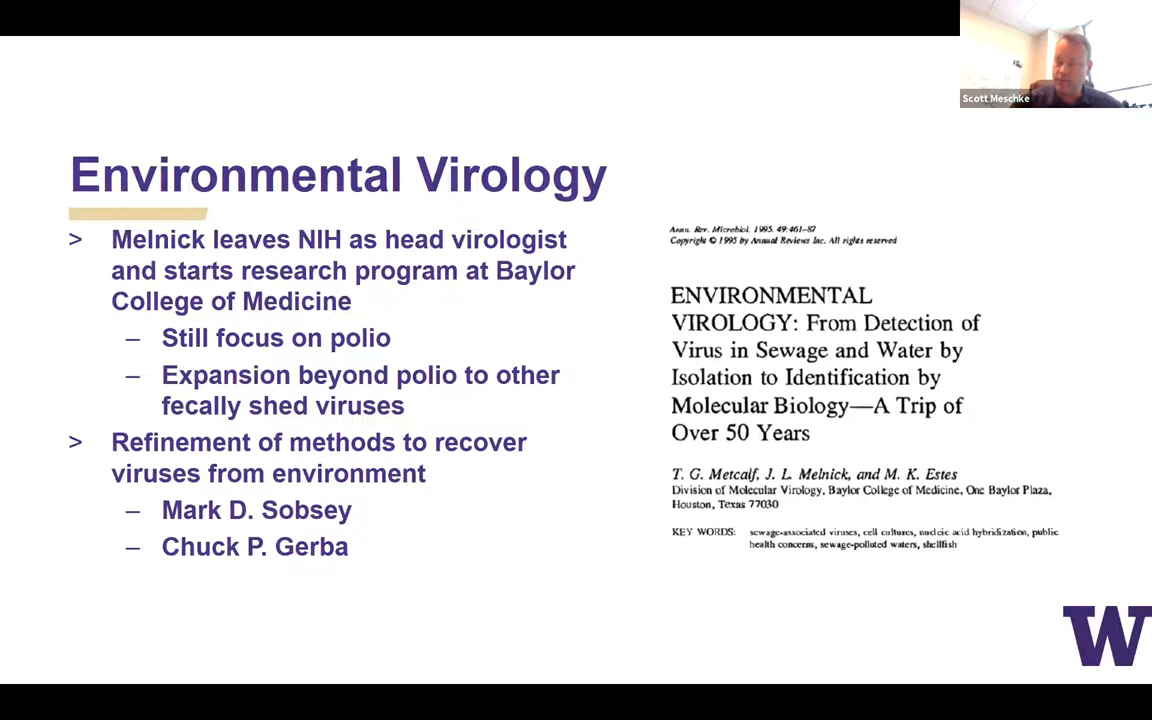 Scott Meschke
Environmental Virology
> Melnick leaves NIH as head virologist
and starts research program at Baylor
College of Medicine
– Still focus on polio
– Expansion beyond polio to other
fecally shed viruses
> Refinement of methods to recover
viruses from environment
– Mark D. Sobsey
– Chuck P. Gerba
Annu. Rev. Microbiol. 1995. 49:461–87
Copyright © 1995 by Annual Reviews Inc. All rights reserved
ENVIRONMENTAL
VIROLOGY: From Detection of
Virus in Sewage and Water by
Isolation to Identification by
Molecular Biology—A Trip of
Over 50 Years
T. G. Metcalf, J. L. Melnick, and M. K. Estes
Division of Molecular Virology, Baylor College of Medicine, One Baylor Plaza,
Houston, Texas 77030
KEY WORDS: sewage-associated viruses, cell cultures, nucleic acid hybridization, public
health concerns, sewage-polluted waters, shellfish
W